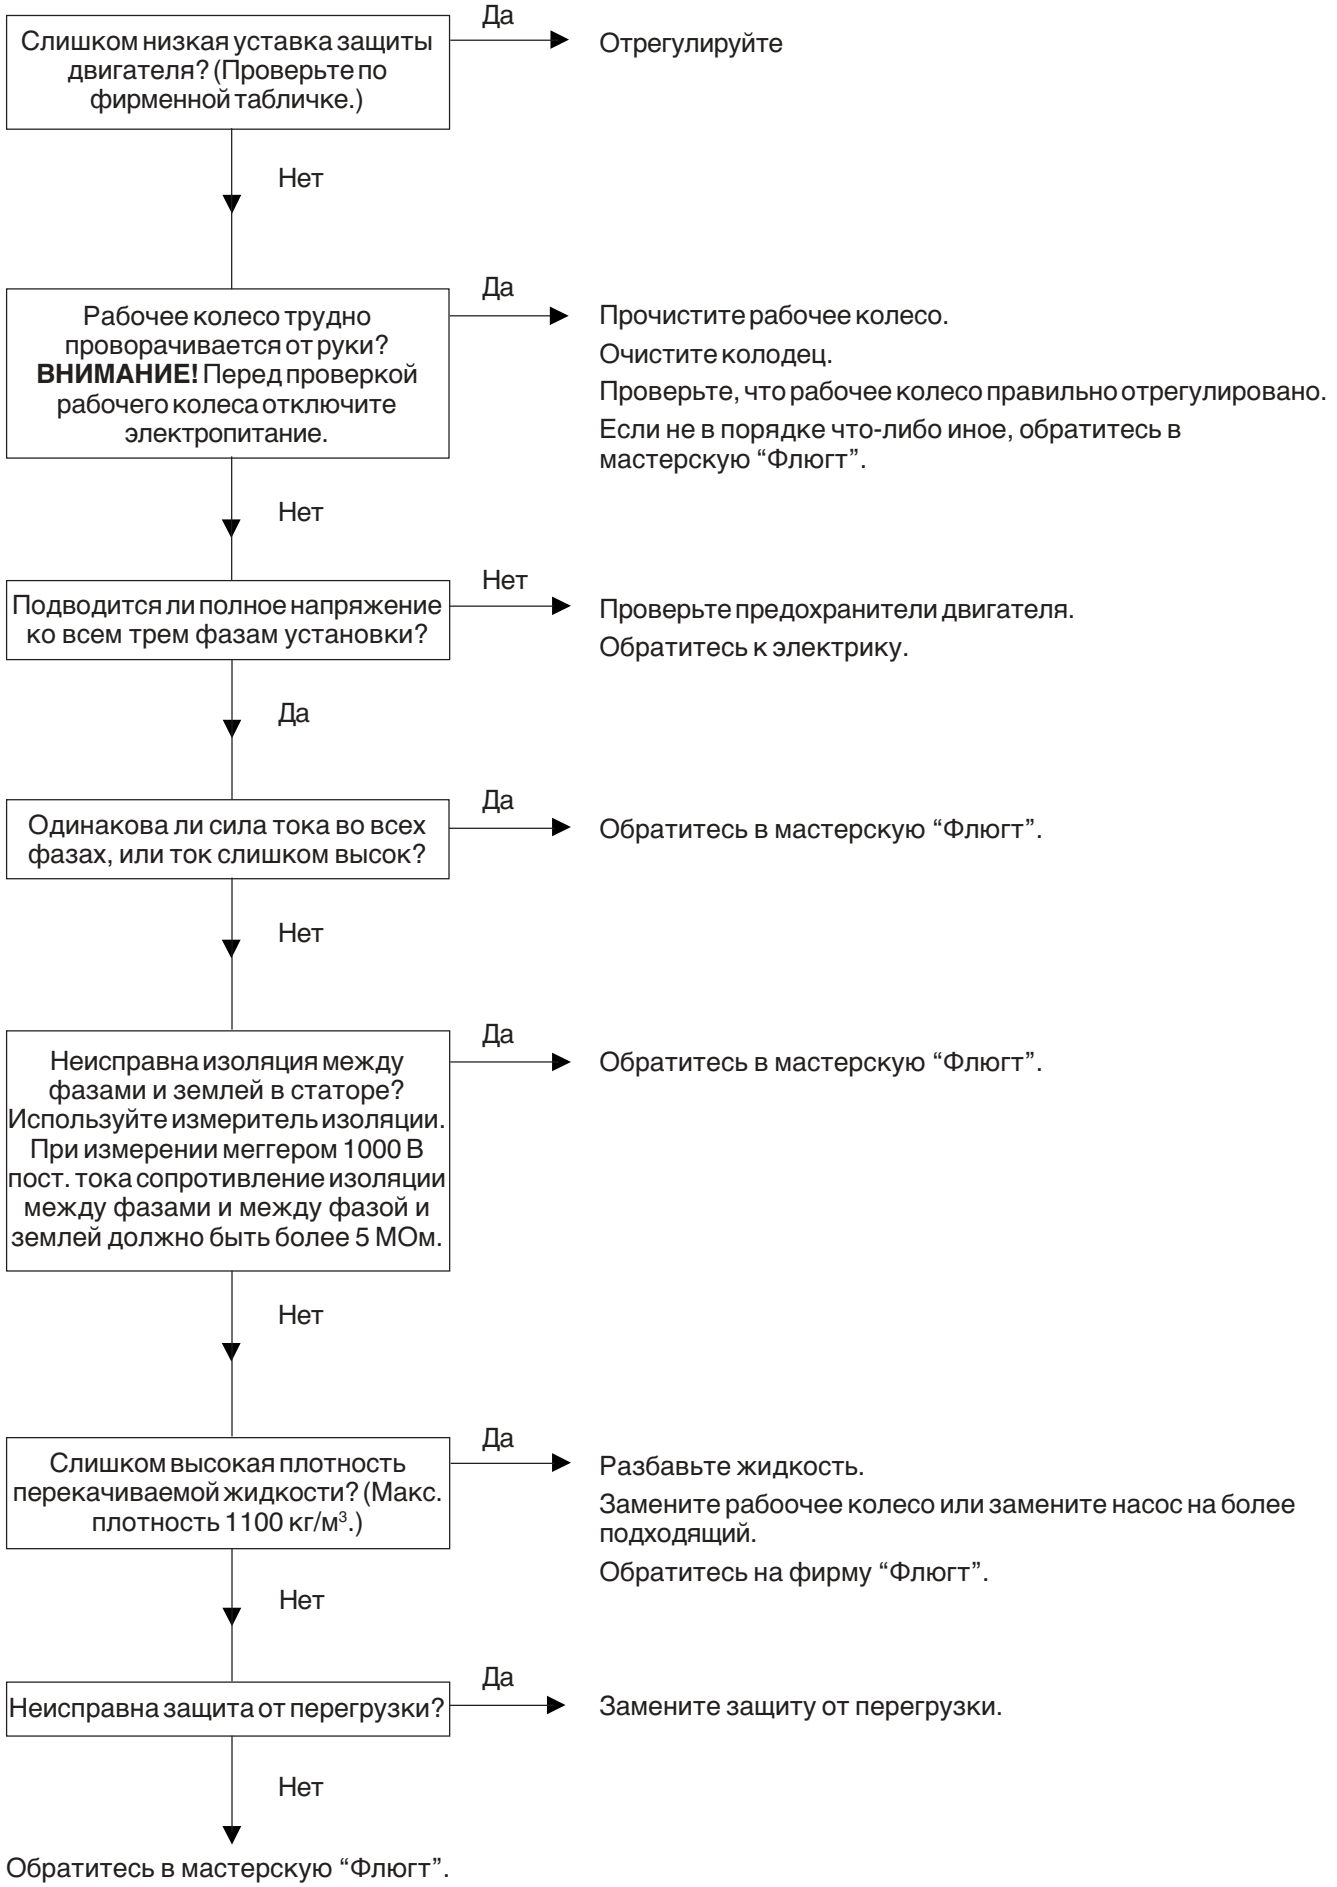 Да
Слишком низкая уставка защиты
двигателя? (Проверьте по
фирменной табличке.)
Отрегулируйте
Нет
Да
Рабочее колесо трудно
проворачивается от руки?
ВНИМАНИЕ! Перед проверкой
рабочего колеса отключите
электропитание.
Прочистите рабочее колесо.
Очистите колодец.
Проверьте, что рабочее колесо правильно отрегулировано.
Если не в порядке что-либо иное, обратитесь в
мастерскую “Флюгт”.
Нет
Нет
Подводится ли полное напряжение
ко всем трем фазам установки?
Проверьте предохранители двигателя.
Обратитесь к электрику.
Да
Да
Одинакова ли сила тока во всех
фазах, или ток слишком высок?
Обратитесь в мастерскую “Флюгт”.
Нет
Да
Неисправна изоляция между
фазами и землей в статоре?
Используйте измеритель изоляции.
При измерении меггером 1000 В
пост. тока сопротивление изоляции
между фазами и между фазой и
землей должно быть более 5 МОм.
Обратитесь в мастерскую “Флюгт”.
Нет
Да
Слишком высокая плотность
перекачиваемой жидкости? (Макс.
плотность 1100 кг/м³.)
Разбавьте жидкость.
Замените рабоочее колесо или замените насос на более
подходящий.
Обратитесь на фирму “Флюгт”.
Нет
Да
Неисправна защита от перегрузки?
Замените защиту от перегрузки.
Нет
Обратитесь в мастерскую “Флюгт”.